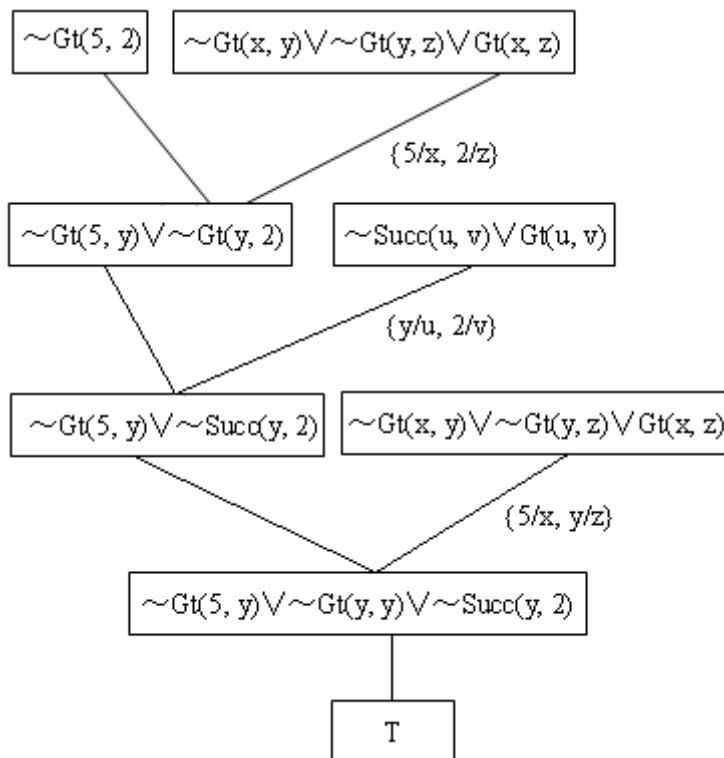 ~Gt(5, 2)
~Gt(x, y)∨~Gt(y, z)∨Gt(x, z)
{5/x, 2/z}
~Gt(5, y)∨~Gt(y, 2)
~Succ(u, v)∨Gt(u, v)
{y/u, 2/v}
~Gt(5, y)∨~Succ(y, 2)
~Gt(x, y)∨~Gt(y, z)∨Gt(x, z)
{5/x, y/z}
~Gt(5, y)∨~Gt(y, y)∨~Succ(y, 2)
T